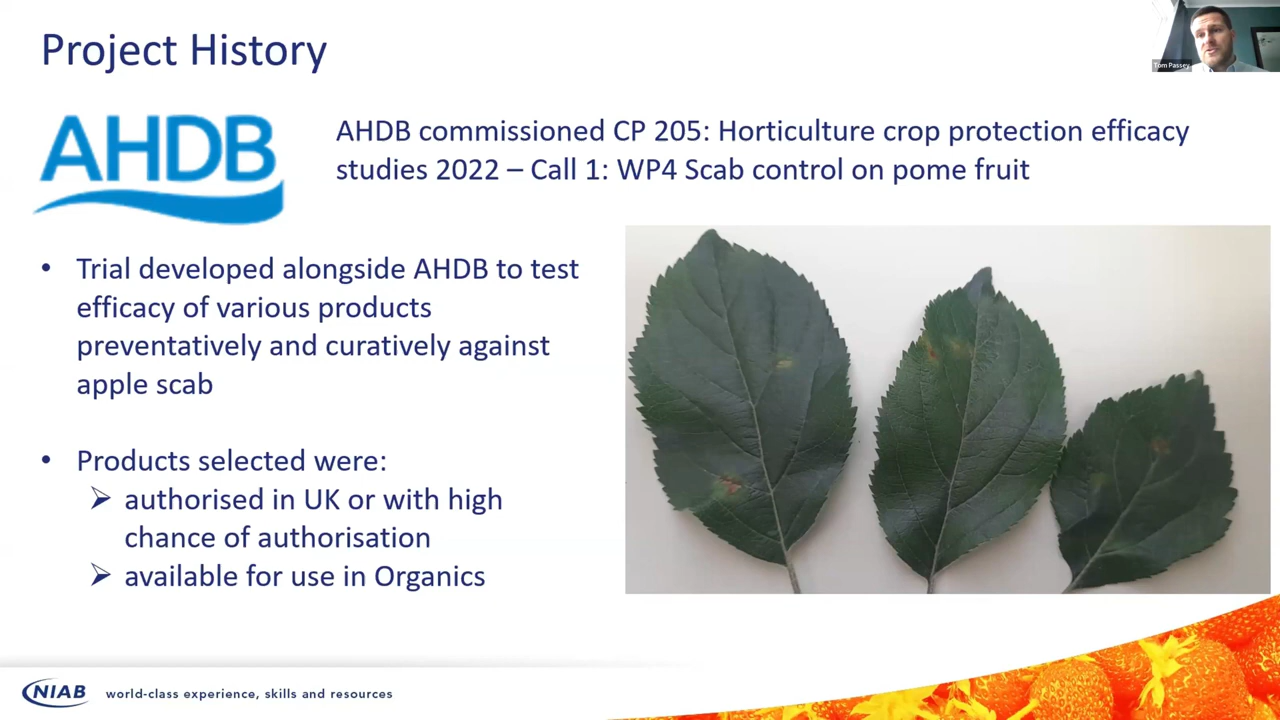 Project History
Tom Passey
AHDB
AHDB commissioned CP 205: Horticulture crop protection efficacy
studies 2022 – Call 1: WP4 Scab control on pome fruit
• Trial developed alongside AHDB to test
efficacy of various products
preventatively and curatively against
apple scab
• Products selected were:
➢ authorised in UK or with high
chance of authorisation
➢ available for use in Organics
NIAB world-class experience, skills and resources